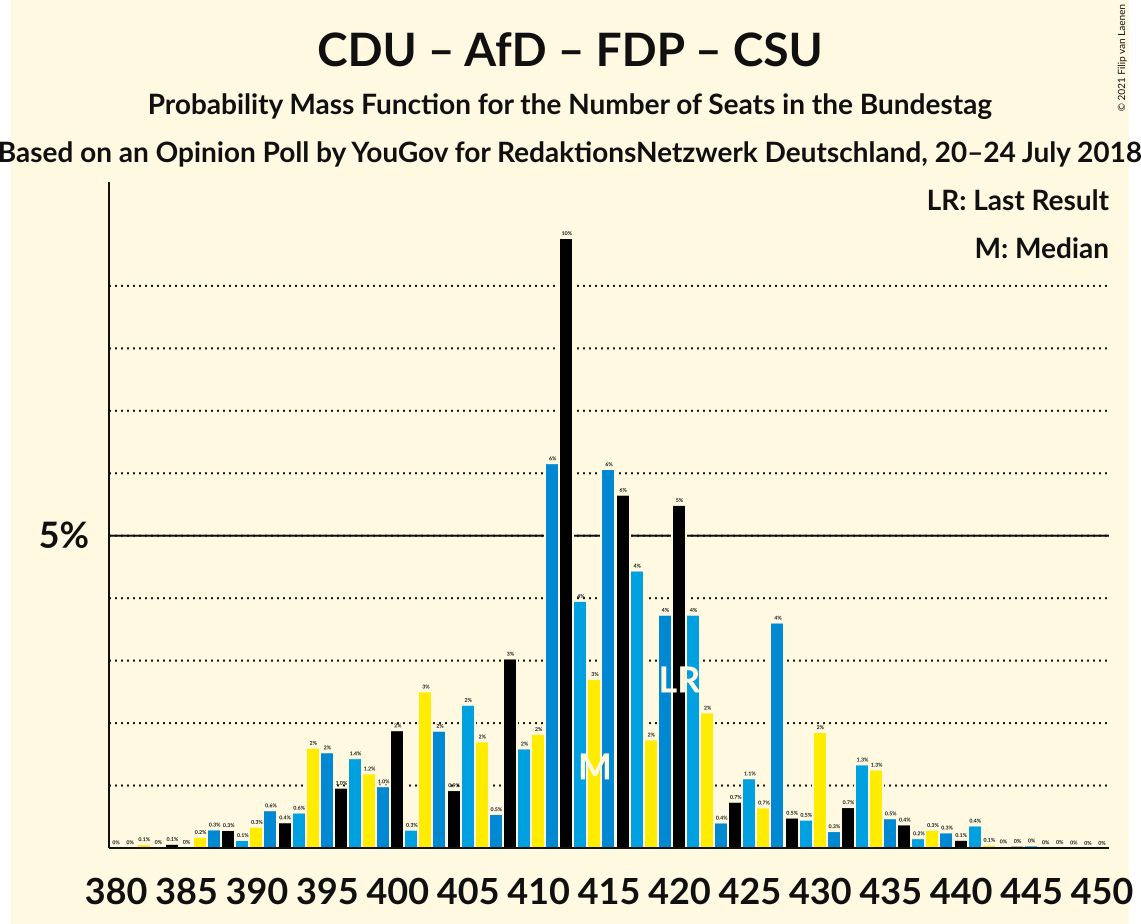 CDU – AfD – FDP – CSU
Probability Mass Function for the Number of Seats in the Bundestag
Based on an Opinion Poll by YouGov for RedaktionsNetzwerk Deutschland, 20–24 July 2018
© 2021 Filip van Laenen
LR: Last Result
M: Median
5%
0% 0% 0.1% 0% 0.1% 0% 0.2% 0.3% 0.3% 0.1% 0.3% 0.6% 0.4% 0.6% 2% 2% 1.0% 1.4% 1.2% 1.0% 2% 0.3% 3% 2% 0.9% 2% 2% 0.5% 3% 2% 2% 6% 10% 4% 3% 6% 6% 4% 2% 4% 5% 4% 2% 0.4% 0.7% 1.1% 0.7% 4% 0.5% 0.5% 2% 0.3% 0.7% 1.3% 1.3% 0.5% 0.4% 0.2% 0.3% 0.3% 0.1% 0.4% 0.1% 0% 0% 0% 0% 0% 0% 0% 0%
LR
M
380 385 390 395 400 405 410 415 420 425 430 435 440 445 450